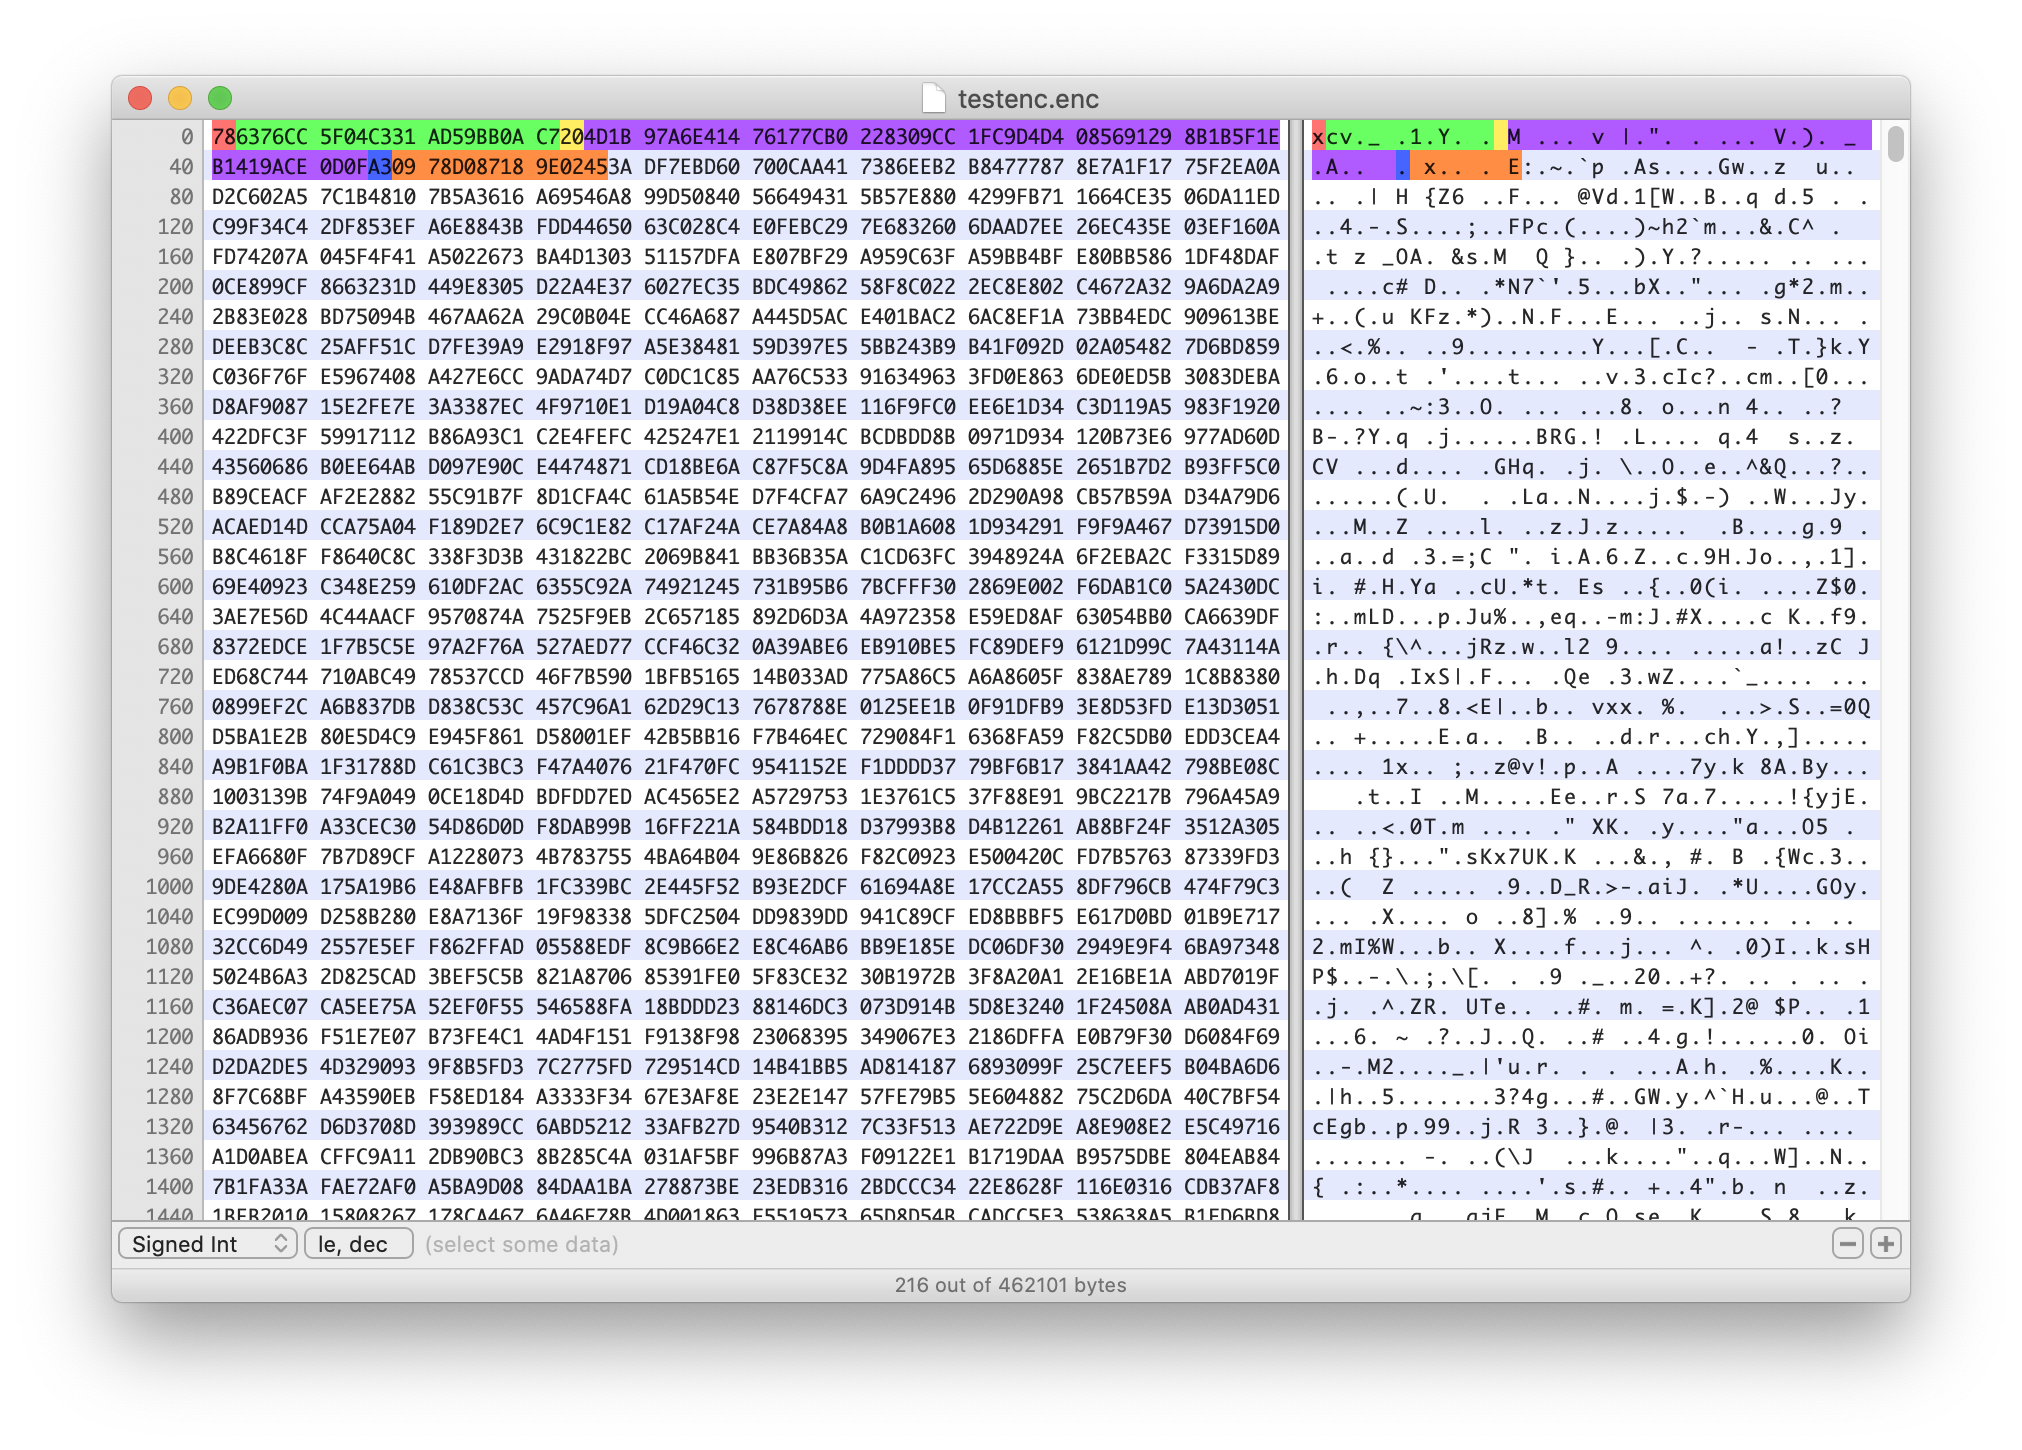 testenc.enc
0 786376CC 5F04C331 AD59BB0A C7204D1B 97A6E414 76177CB0 228309CC 1FC9D4D4 08569129 8B1B5F1E xcv._ .1.Y. . M ... v |.". . ... V.). _
40 B1419ACE 0D0FA309 78D08719 9E02453A DF7EBD60 700CAA41 7386EEB2 B8477787 8E7A1F17 75F2EA0A .A.. . x.. . E:.~.`p .As....Gw..z u..
80 D2C602A5 7C1B4810 7B5A3616 A69546A8 99D50840 56649431 5B57E880 4299FB71 1664CE35 06DA11ED .. .| H {Z6 ..F... @Vd.1[W..B..q d.5 . .
120 C99F34C4 2DF853EF A6E8843B FDD44650 63C028C4 E0FEBC29 7E683260 6DAAD7EE 26EC435E 03EF160A ..4.-.S....;..FPc.(....)~h2`m...&.C^ .
160 FD74207A 045F4F41 A5022673 BA4D1303 51157DFA E807BF29 A959C63F A59BB4BF E80BB586 1DF48DAF .t z _OA. &s.M Q }.. .).Y.?..... .. ...
200 0CE899CF 8663231D 449E8305 D22A4E37 6027EC35 BDC49862 58F8C022 2EC8E802 C4672A32 9A6DA2A9 ....c# D.. .*N7`'.5...bX.."... .g*2.m..
240 2B83E028 BD75094B 467AA62A 29C0B04E CC46A687 A445D5AC E401BAC2 6AC8EF1A 73BB4EDC 909613BE +..(.u KFz.*)..N.F...E... ..j.. s.N... .
280 DEEB3C8C 25AFF51C D7FE39A9 E2918F97 A5E38481 59D397E5 5BB243B9 B41F092D 02A05482 7D6BD859 ..<.%.. ..9.........Y...[.C.. - .T.}k.Y
320 C036F76F E5967408 A427E6CC 9ADA74D7 C0DC1C85 AA76C533 91634963 3FD0E863 6DE0ED5B 3083DEBA .6.o..t .'....t... ..v.3.cIc?..cm..[0...
360 D8AF9087 15E2FE7E 3A3387EC 4F9710E1 D19A04C8 D38D38EE 116F9FC0 EE6E1D34 C3D119A5 983F1920 .... ..~:3..O. ... ...8. o...n 4.. ..?
400 422DFC3F 59917112 B86A93C1 C2E4FEFC 425247E1 2119914C BCDBDD8B 0971D934 120B73E6 977AD60D B-.?Y.q .j......BRG.! .L.... q.4 s..z.
440 43560686 B0EE64AB D097E90C E4474871 CD18BE6A C87F5C8A 9D4FA895 65D6885E 2651B7D2 B93FF5C0 CV ...d.... .GHq. .j. \..O..e..^&Q...?..
480 B89CEACF AF2E2882 55C91B7F 8D1CFA4C 61A5B54E D7F4CFA7 6A9C2496 2D290A98 CB57B59A D34A79D6 ......(.U. . .La..N....j.$.-) ..W...Jy.
520 ACAED14D CCA75A04 F189D2E7 6C9C1E82 C17AF24A CE7A84A8 B0B1A608 1D934291 F9F9A467 D73915D0 ...M..Z ....l. ..z.J.z..... .B....g.9 .
560 B8C4618F F8640C8C 338F3D3B 431822BC 2069B841 BB36B35A C1CD63FC 3948924A 6F2EBA2C F3315D89 ..a..d .3.=;C ". i.A.6.Z..c.9H.Jo..,.1].
600 69E40923 C348E259 610DF2AC 6355C92A 74921245 731B95B6 7BCFFF30 2869E002 F6DAB1C0 5A2430DC i. #.H.Ya ..cU.*t. Es ..{..0(i. ....Z$0.
640 3AE7E56D 4C44AACF 9570874A 7525F9EB 2C657185 892D6D3A 4A972358 E59ED8AF 63054BB0 CA6639DF :..mLD...p.Ju%..,eq..-m:J.#X....c K..f9.
680 8372EDCE 1F7B5C5E 97A2F76A 527AED77 CCF46C32 0A39ABE6 EB910BE5 FC89DEF9 6121D99C 7A43114A .r.. {\^...jRz.w..l2 9.... .....a!..zC J
720 ED68C744 710ABC49 78537CCD 46F7B590 1BFB5165 14B033AD 775A86C5 A6A8605F 838AE789 1C8B8380 .h.Dq .IxS|.F... .Qe .3.wZ....`_.... ...
760 0899EF2C A6B837DB D838C53C 457C96A1 62D29C13 7678788E 0125EE1B 0F91DFB9 3E8D53FD E13D3051 ..,..7..8.<E|..b.. vxx. %. ...>.S..=0Q
800 D5BA1E2B 80E5D4C9 E945F861 D58001EF 42B5BB16 F7B464EC 729084F1 6368FA59 F82C5DB0 EDD3CEA4 .. +.....E.a.. .B.. ..d.r...ch.Y.,].....
840 A9B1F0BA 1F31788D C61C3BC3 F47A4076 21F470FC 9541152E F1DDDD37 79BF6B17 3841AA42 798BE08C .... 1x.. ;..z@v!.p..A ....7y.k 8A.By...
880 1003139B 74F9A049 0CE18D4D BDFDD7ED AC4565E2 A5729753 1E3761C5 37F88E91 9BC2217B 796A45A9 .t..I ..M.....Ee..r.S 7a.7.....!{yjE.
920 B2A11FF0 A33CEC30 54D86D0D F8DAB99B 16FF221A 584BDD18 D37993B8 D4B12261 AB8BF24F 3512A305 .. ..<.0T.m .... ." XK. .y...."a...O5 .
960 EFA6680F 7B7D89CF A1228073 4B783755 4BA64B04 9E86B826 F82C0923 E500420C FD7B5763 87339FD3 ..h {}...".sKx7UK.K ...&., #. B .{Wc.3..
1000 9DE4280A 175A19B6 E48AFBFB 1FC339BC 2E445F52 B93E2DCF 61694A8E 17CC2A55 8DF796CB 474F79C3 ..( Z ..... .9..D_R.>-.aiJ. .*U....GOy.
1040 EC99D009 D258B280 E8A7136F 19F98338 5DFC2504 DD9839DD 941C89CF ED8BBBF5 E617D0BD 01B9E717 ... .X.... o ..8].% ..9.. ........ .. ..
1080 32CC6D49 2557E5EF F862FFAD 05588EDF 8C9B66E2 E8C46AB6 BB9E185E DC06DF30 2949E9F4 6BA97348 2.mI%W...b.. X....f...j... ^. .0)I..k.sH
1120 5024B6A3 2D825CAD 3BEF5C5B 821A8706 85391FE0 5F83CE32 30B1972B 3F8A20A1 2E16BE1A ABD7019F P$..-.\.;.\[. . .9 ._..20..+?. .. . .. .
1160 C36AEC07 CA5EE75A 52EF0F55 546588FA 18BDDD23 88146DC3 073D914B 5D8E3240 1F24508A AB0AD431 .j. .^.ZR. UTe.. ..#. m. =.K].2@ $P.. .1
1200 86ADB936 F51E7E07 B73FE4C1 4AD4F151 F9138F98 23068395 349067E3 2186DFFA E0B79F30 D6084F69 ...6. ~ .?..J..Q. ..# ..4.g.!......0. Oi
1240 D2DA2DE5 4D329093 9F8B5FD3 7C2775FD 729514CD 14B41BB5 AD814187 6893099F 25C7EEF5 B04BA6D6 ..-.M2...._.|'u.r. . . ...A.h. .%....K..
1280 8F7C68BF A43590EB F58ED184 A3333F34 67E3AF8E 23E2E147 57FE79B5 5E604882 75C2D6DA 40C7BF54 .|h..5.......3?4g...#..GW.y.^`H.u...@..T
1320 63456762 D6D3708D 393989CC 6ABD5212 33AFB27D 9540B312 7C33F513 AE722D9E A8E908E2 E5C49716 cEgb..p.99..j.R 3..}.@. |3. .r-... ....
1360 A1D0ABEA CFFC9A11 2DB90BC3 8B285C4A 031AF5BF 996B87A3 F09122E1 B1719DAA B9575DBE 804EAB84 ....... -. ..(\J ...k...."..q...W]..N..
1400 7B1FA33A FAE72AF0 A5BA9D08 84DAA1BA 278873BE 23EDB316 2BDCCC34 22E8628F 116E0316 CDB37AF8 { .:..*.... ....'.s.#.. +..4".b. n ..z.
1440
Signed Int le, dec (select some data)
216 out of 462101 bytes